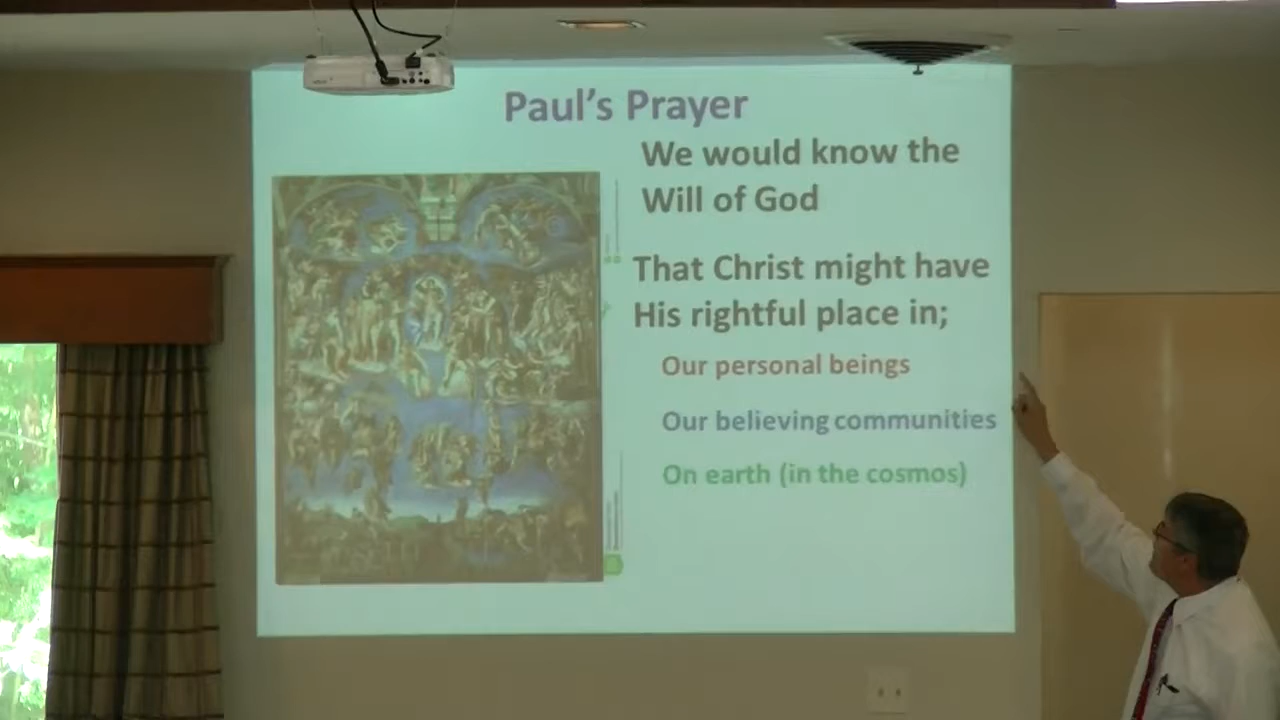 Paul's Prayer
We would know the
Will of God
That Christ might have
His rightful place in;
Our personal beings
Our believing communities
On earth (in the cosmos)